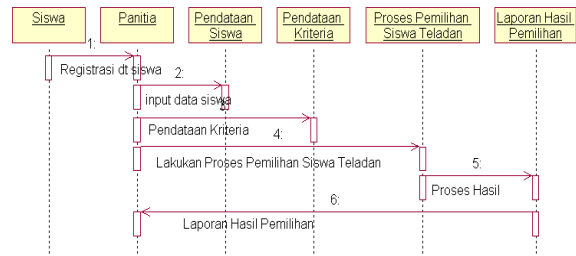 Siswa
Panitia
Pendataan
Siswa
Pendataan
Kriteria
Proses Pemilihan
Siswa Teladan
Laporan Hasil
Pemilihan
1:
Registrasi dt siswa
2:
input data siswa
3:
Pendataan Kriteria
4:
Lakukan Proses Pemilihan Siswa Teladan
5:
Proses Hasil
6:
Laporan Hasil Pemilihan